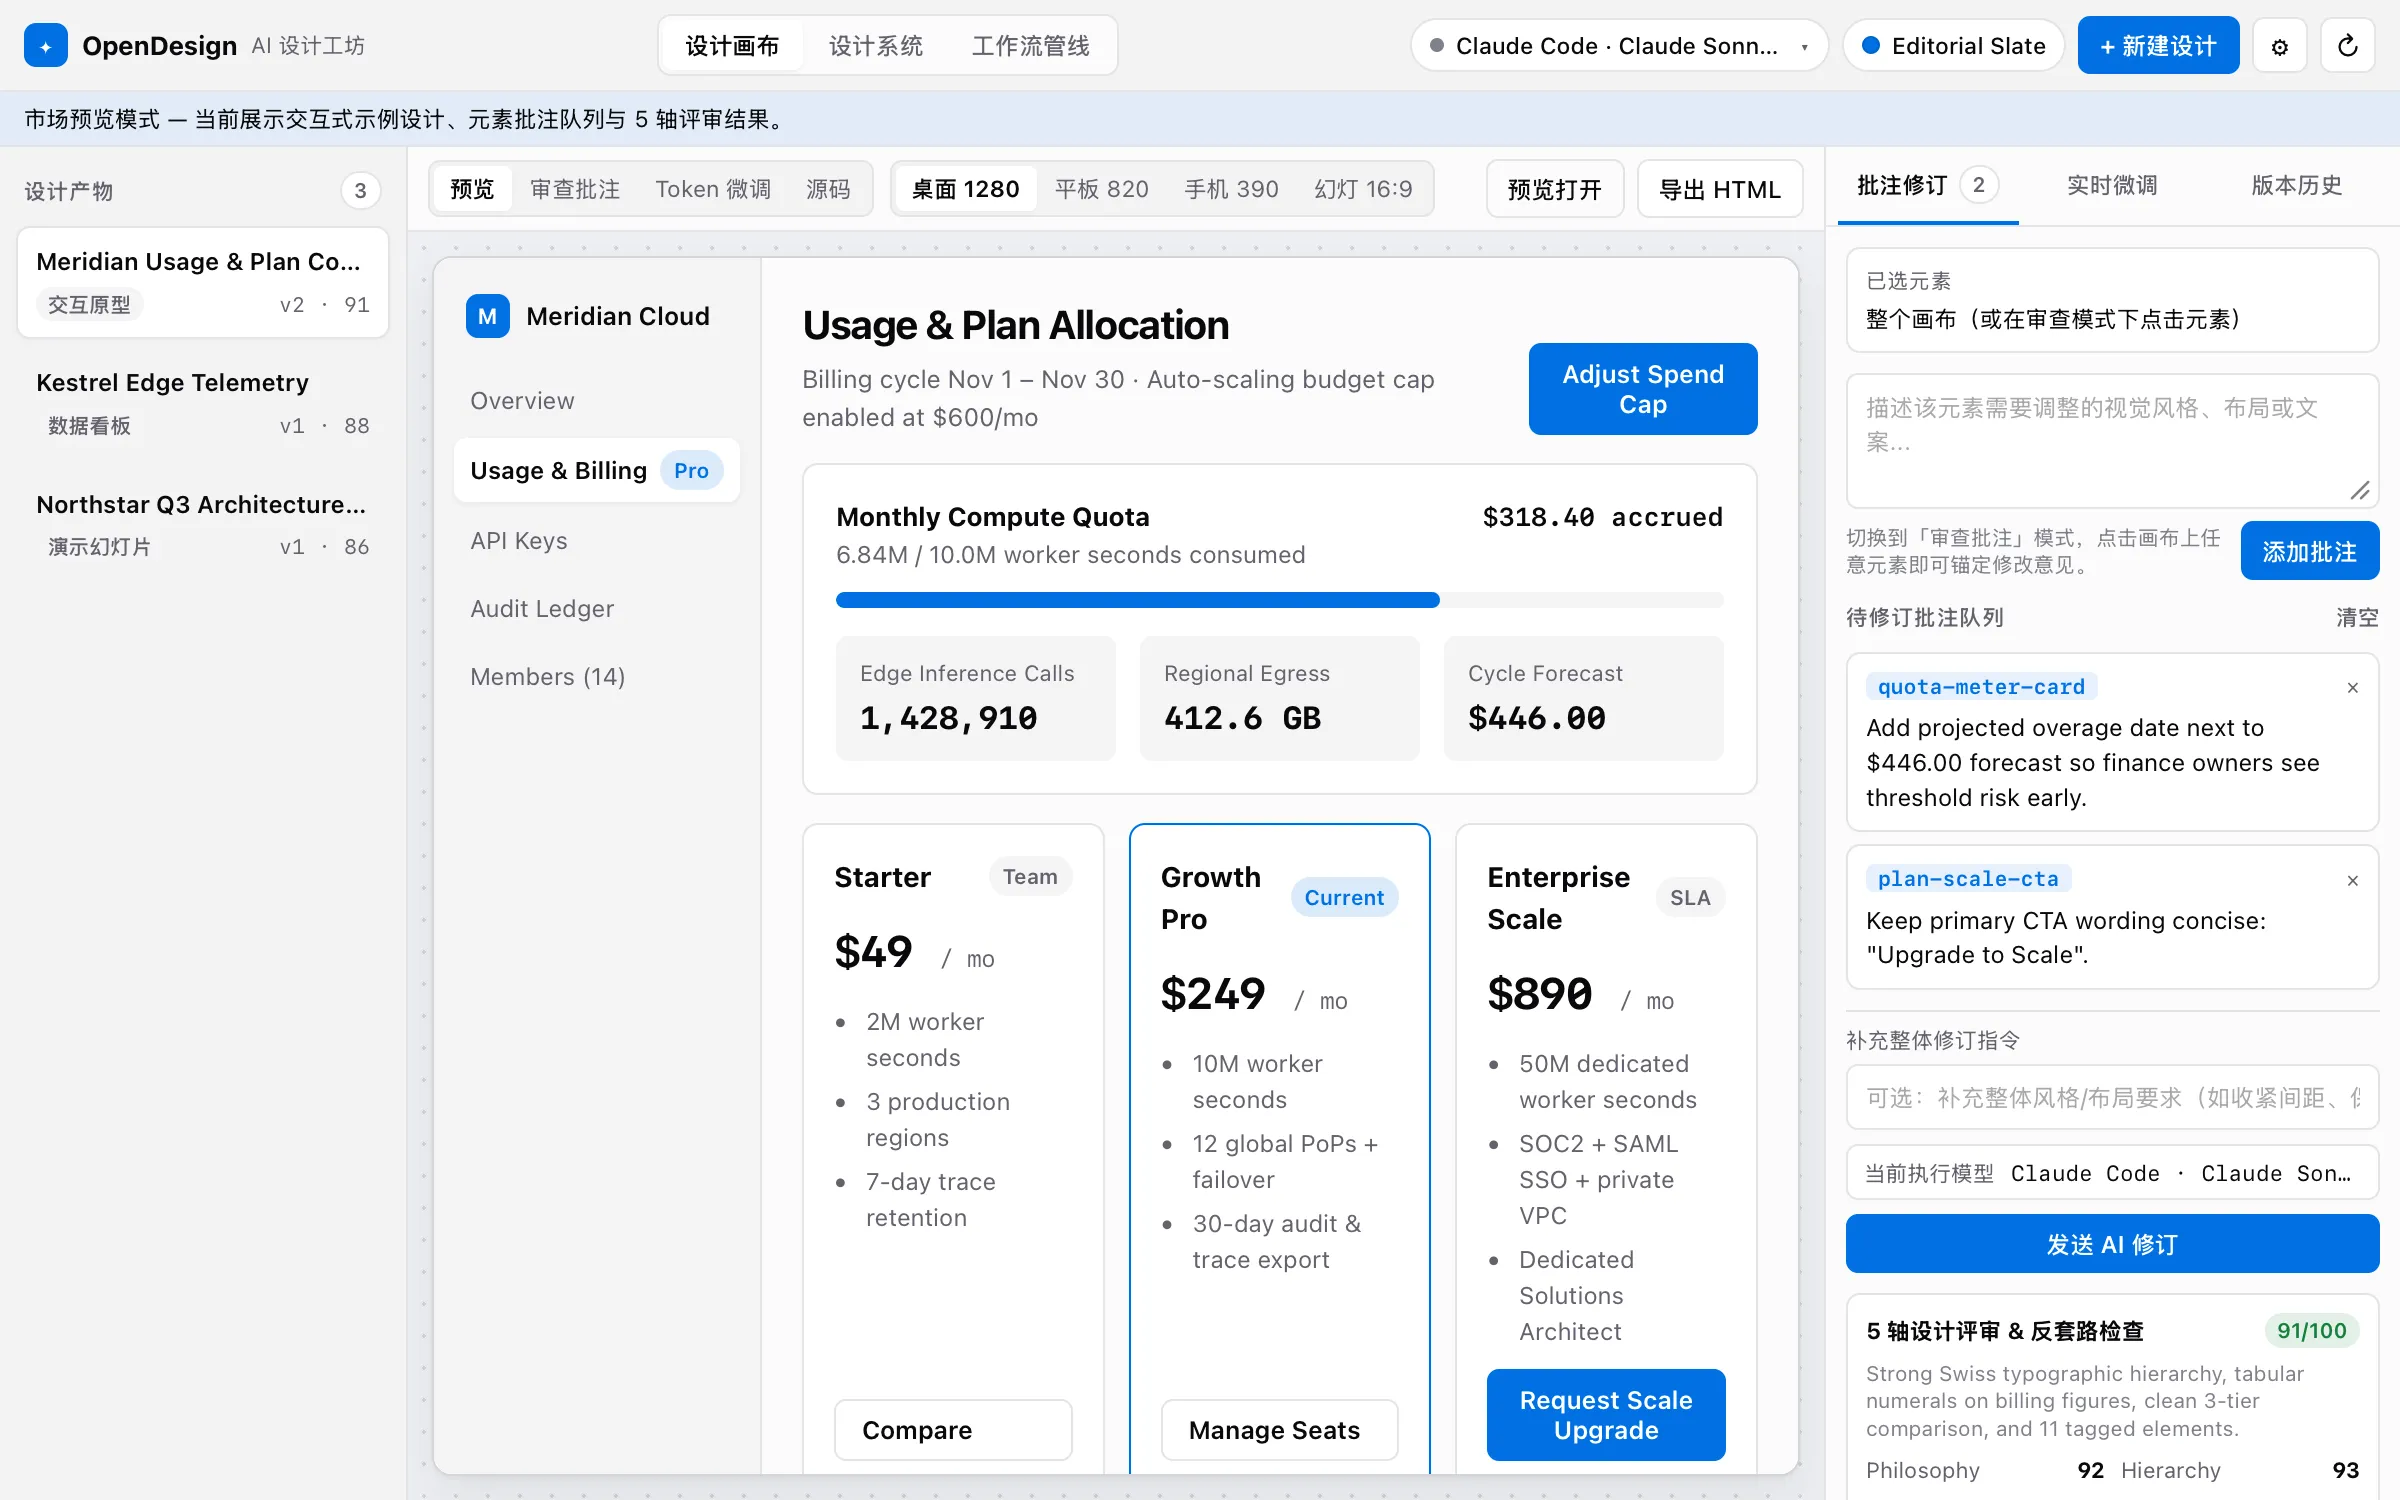 OpenDesign AI 设计工坊
设计画布 设计系统 工作流管线
Claude Code · Claude Sonn...
Editorial Slate
+ 新建设计
市场预览模式 — 当前展示交互式示例设计、元素批注队列与 5 轴评审结果。
设计产物 3
Meridian Usage & Plan Co...
交互原型 v2 · 91
Kestrel Edge Telemetry
数据看板 v1 · 88
Northstar Q3 Architecture...
演示幻灯片 v1 · 86
预览 审查批注 Token 微调 源码
桌面 1280 平板 820 手机 390 幻灯 16:9
预览打开 导出 HTML
M Meridian Cloud
Overview
Usage & Billing Pro
API Keys
Audit Ledger
Members (14)
Usage & Plan Allocation
Billing cycle Nov 1 – Nov 30 · Auto-scaling budget cap
enabled at $600/mo
Adjust Spend
Cap
Monthly Compute Quota $318.40 accrued
6.84M / 10.0M worker seconds consumed
Edge Inference Calls
1,428,910
Regional Egress
412.6 GB
Cycle Forecast
$446.00
Starter Team
$49 / mo
• 2M worker
seconds
• 3 production
regions
• 7-day trace
retention
Compare
Growth
Pro
Current
$249 / mo
• 10M worker
seconds
• 12 global PoPs +
failover
• 30-day audit &
trace export
Manage Seats
Enterprise
Scale
SLA
$890 / mo
• 50M dedicated
worker seconds
• SOC2 + SAML
SSO + private
VPC
• Dedicated
Solutions
Architect
Request Scale
Upgrade
批注修订 2 实时微调 版本历史
已选元素
整个画布（或在审查模式下点击元素）
描述该元素需要调整的视觉风格、布局或文
案...
切换到「审查批注」模式，点击画布上任
意元素即可锚定修改意见。
添加批注
待修订批注队列 清空
quota-meter-card ×
Add projected overage date next to
$446.00 forecast so finance owners see
threshold risk early.
plan-scale-cta ×
Keep primary CTA wording concise:
"Upgrade to Scale".
补充整体修订指令
可选：补充整体风格/布局要求（如收紧间距、
当前执行模型 Claude Code · Claude Son...
发送 AI 修订
5 轴设计评审 & 反套路检查 91/100
Strong Swiss typographic hierarchy, tabular
numerals on billing figures, clean 3-tier
comparison, and 11 tagged elements.
Philosophy 92 Hierarchy 93